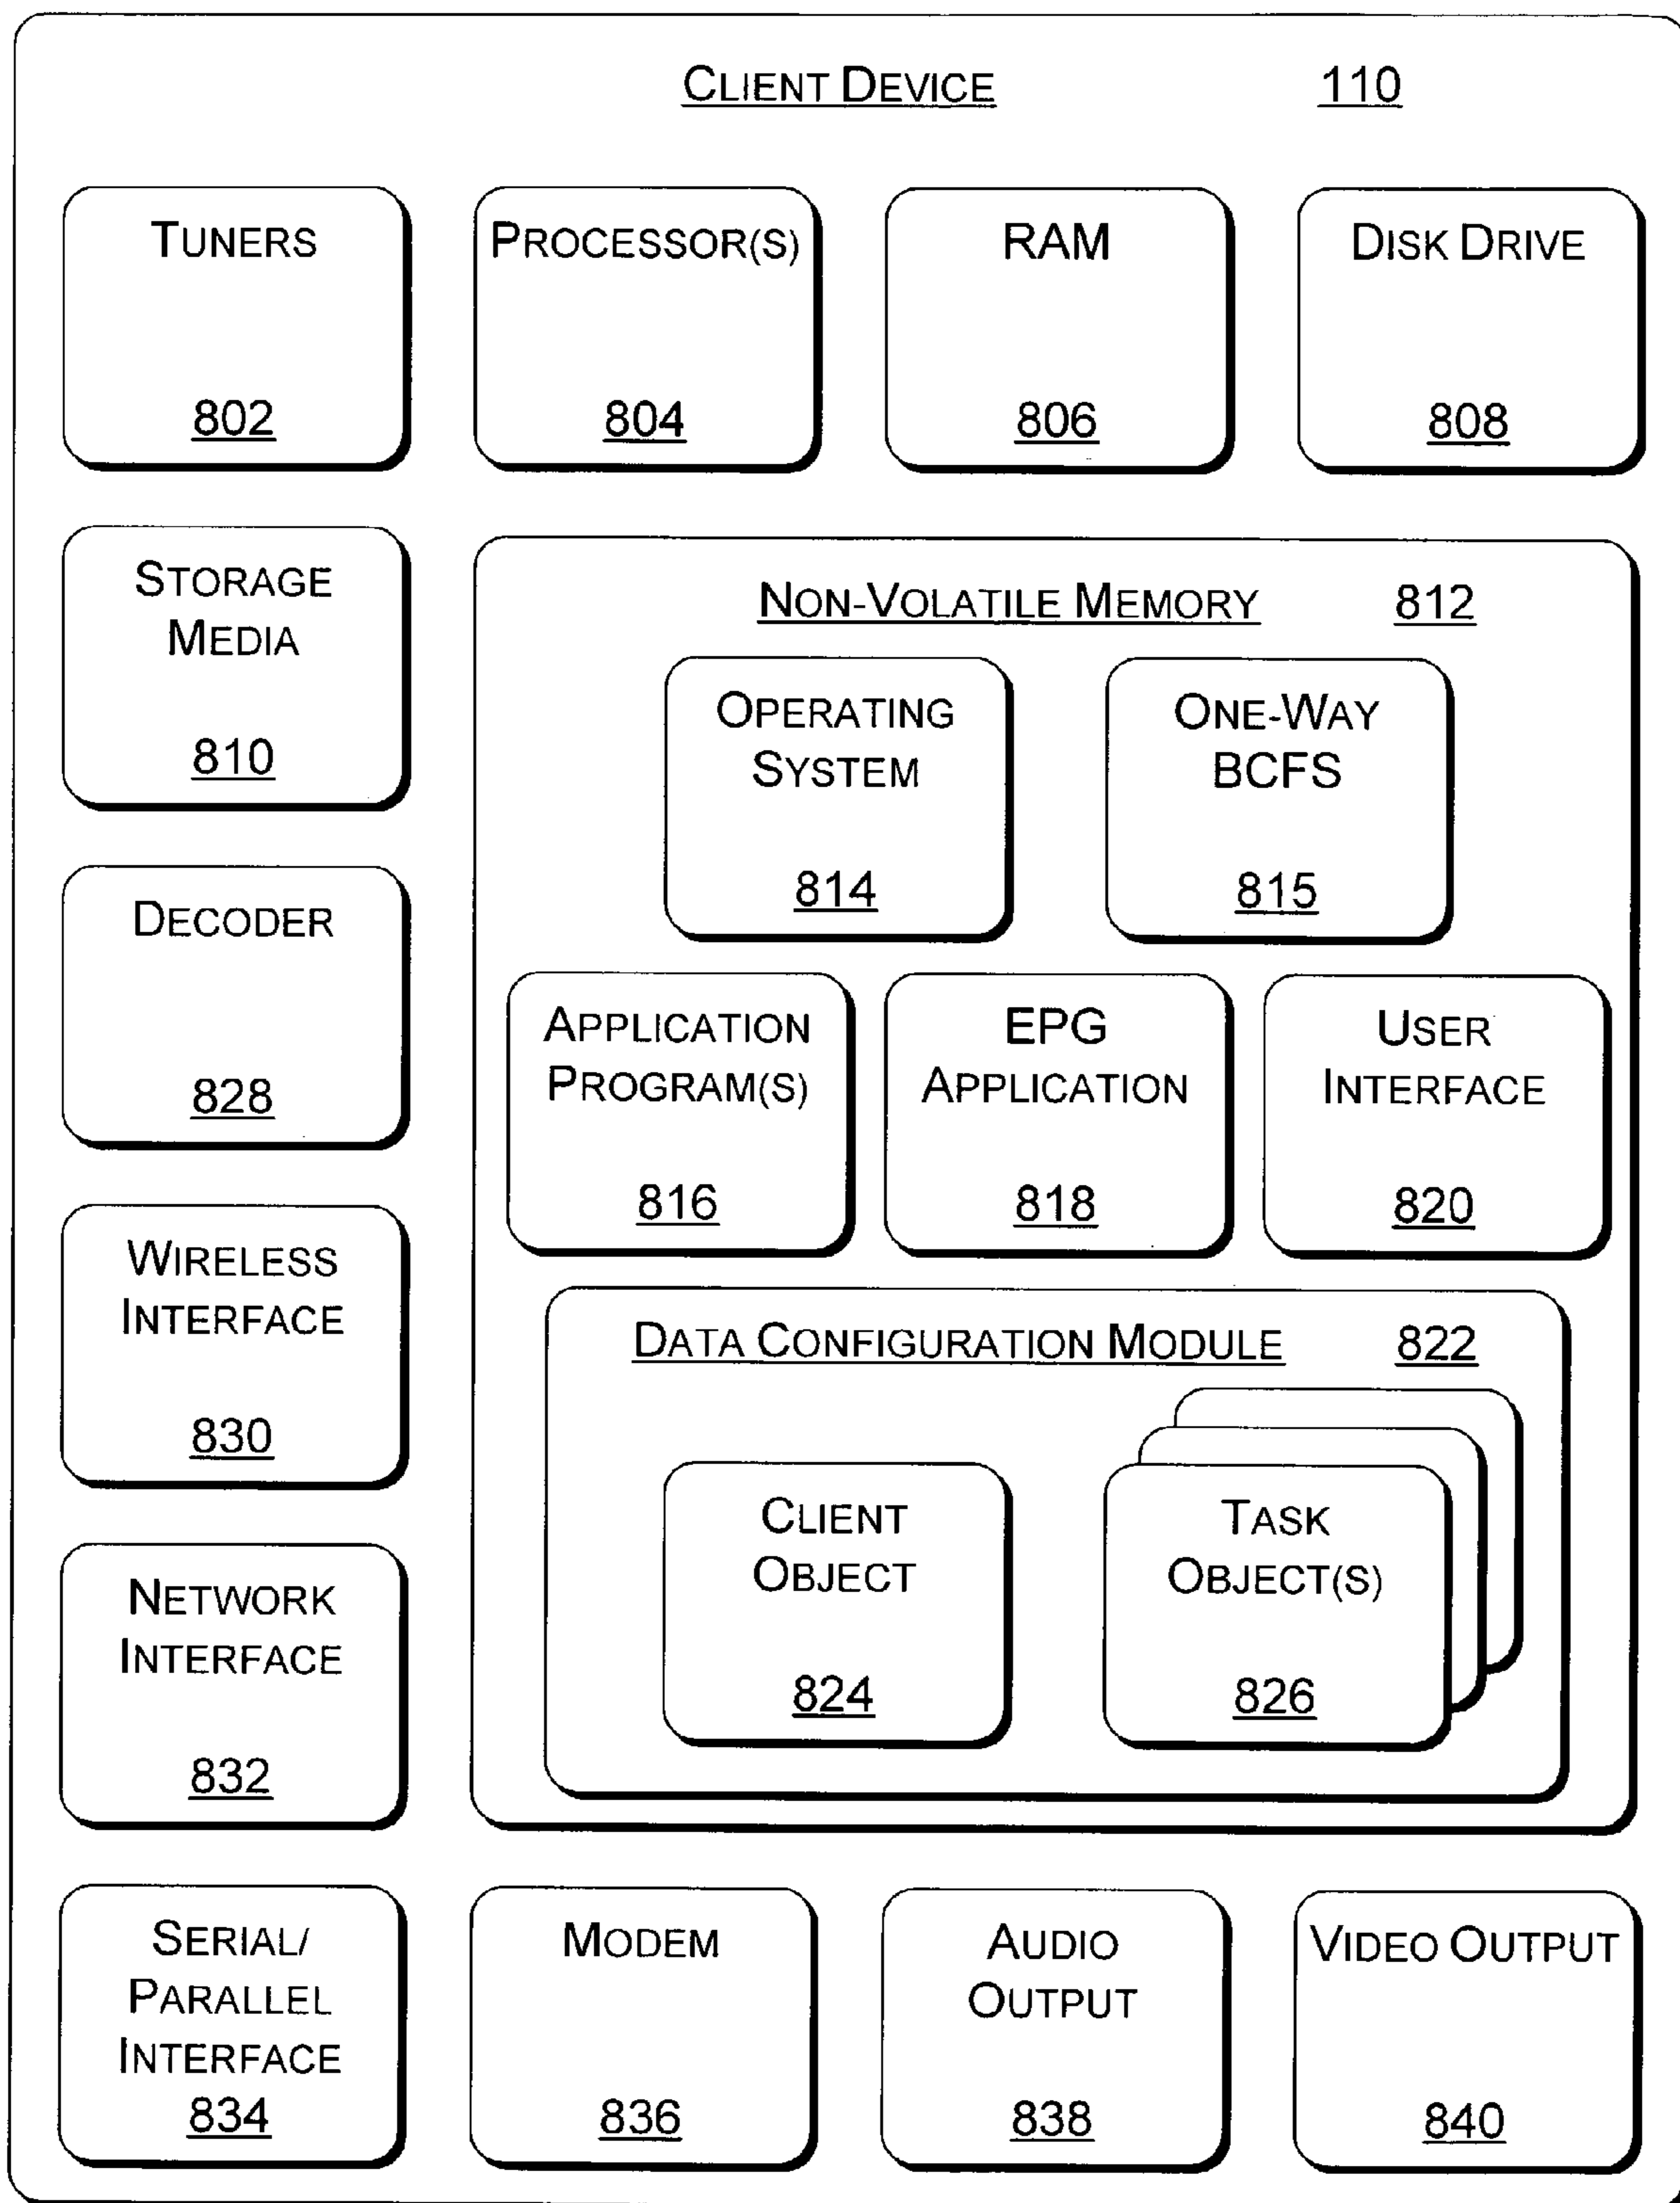 CLIENT DEVICE 110
TUNERS
802
PROCESSOR(S)
804
RAM
806
DISK DRIVE
808
STORAGE
MEDIA
810
NON-VOLATILE MEMORY 812
OPERATING
SYSTEM
814
ONE-WAY
BCFS
815
DECODER
828
APPLICATION
PROGRAM(S)
816
EPG
APPLICATION
818
USER
INTERFACE
820
WIRELESS
INTERFACE
830
DATA CONFIGURATION MODULE 822
CLIENT
OBJECT
824
TASK
OBJECT(S)
826
NETWORK
INTERFACE
832
SERIAL/
PARALLEL
INTERFACE
834
MODEM
836
AUDIO
OUTPUT
838
VIDEO OUTPUT
840